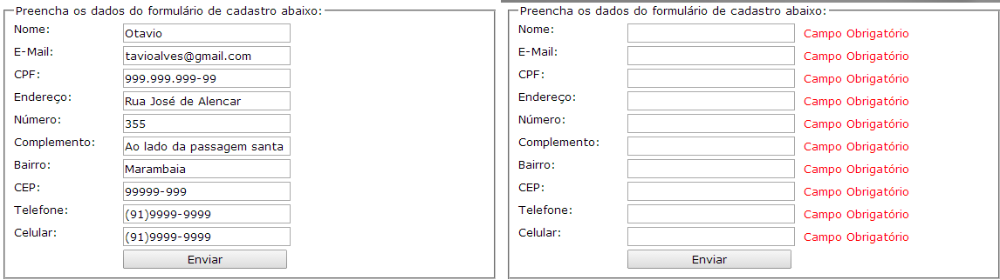 Preencha os dados do formulário de cadastro abaixo:
Nome: Otavio
E-Mail: tavioalves@gmail.com
CPF: 999.999.999-99
Endereço: Rua José de Alencar
Número: 355
Complemento: Ao lado da passagem santa
Bairro: Marambaia
CEP: 99999-999
Telefone: (91)9999-9999
Celular: (91)9999-9999
Enviar
Preencha os dados do formulário de cadastro abaixo:
Nome: Campo Obrigatório
E-Mail: Campo Obrigatório
CPF: Campo Obrigatório
Endereço: Campo Obrigatório
Número: Campo Obrigatório
Complemento: Campo Obrigatório
Bairro: Campo Obrigatório
CEP: Campo Obrigatório
Telefone: Campo Obrigatório
Celular: Campo Obrigatório
Enviar